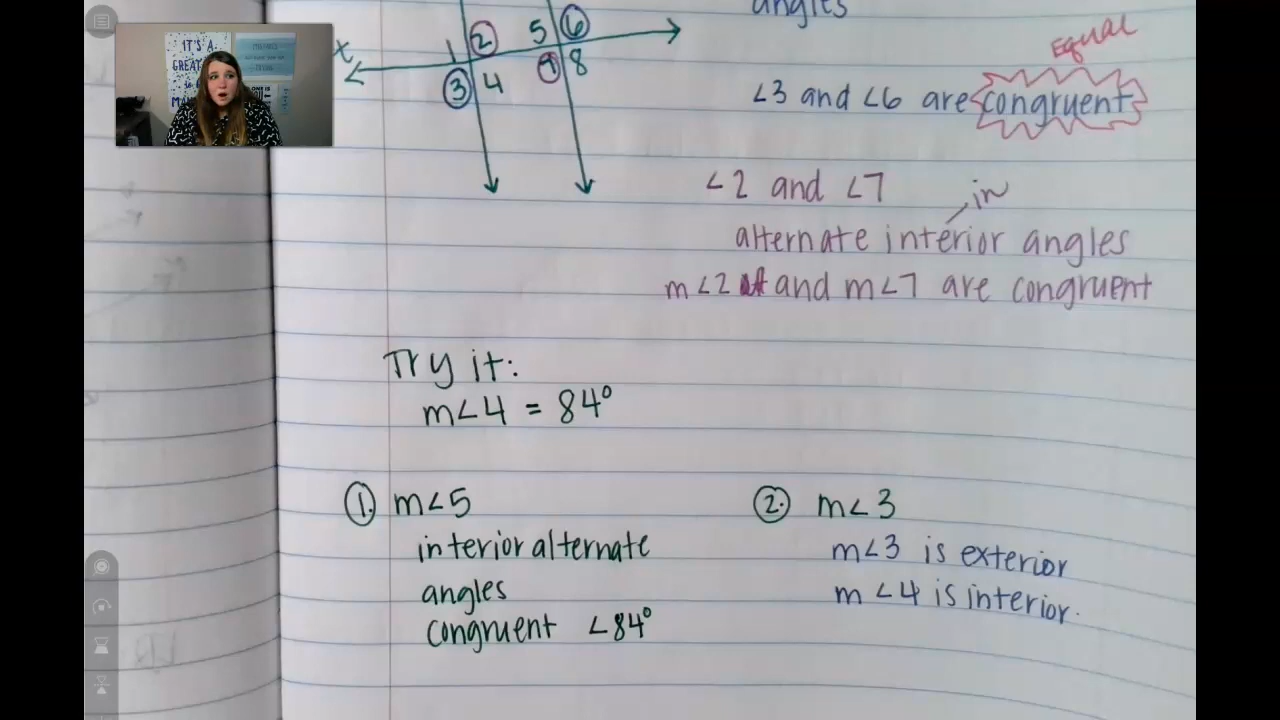 angles
t
1 2 5 6
3 4 7 8
Equal
∠3 and ∠6 are congruent
∠2 and ∠7
in
alternate interior angles
m∠2 and m∠7 are congruent
Try it:
m∠4 = 84°
1. m∠5
interior alternate
angles
congruent ∠84°
2. m∠3
m∠3 is exterior
m∠4 is interior.
IT'S A
GREAT